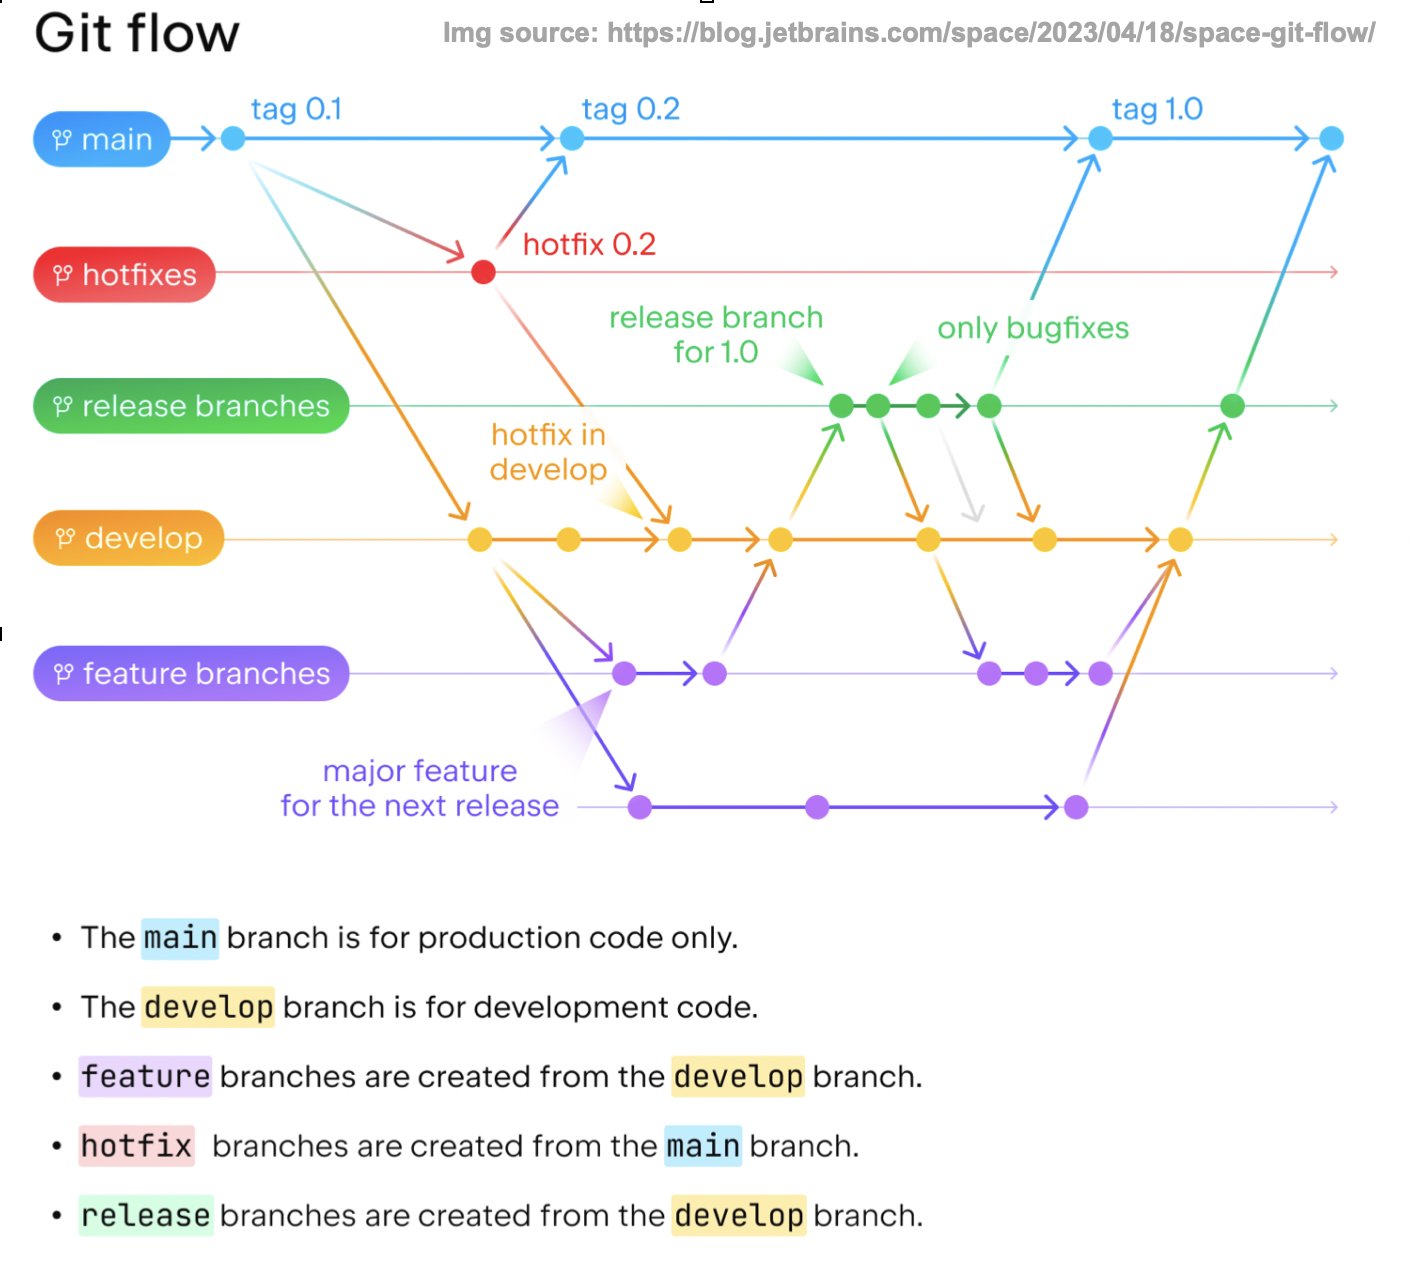 Git flow
Img source: https://blog.jetbrains.com/space/2023/04/18/space-git-flow/
tag 0.1
tag 0.2
tag 1.0
main
hotfix 0.2
hotfixes
release branch
for 1.0
only bugfixes
release branches
hotfix in
develop
develop
feature branches
major feature
for the next release
• The main branch is for production code only.
• The develop branch is for development code.
• feature branches are created from the develop branch.
• hotfix branches are created from the main branch.
• release branches are created from the develop branch.